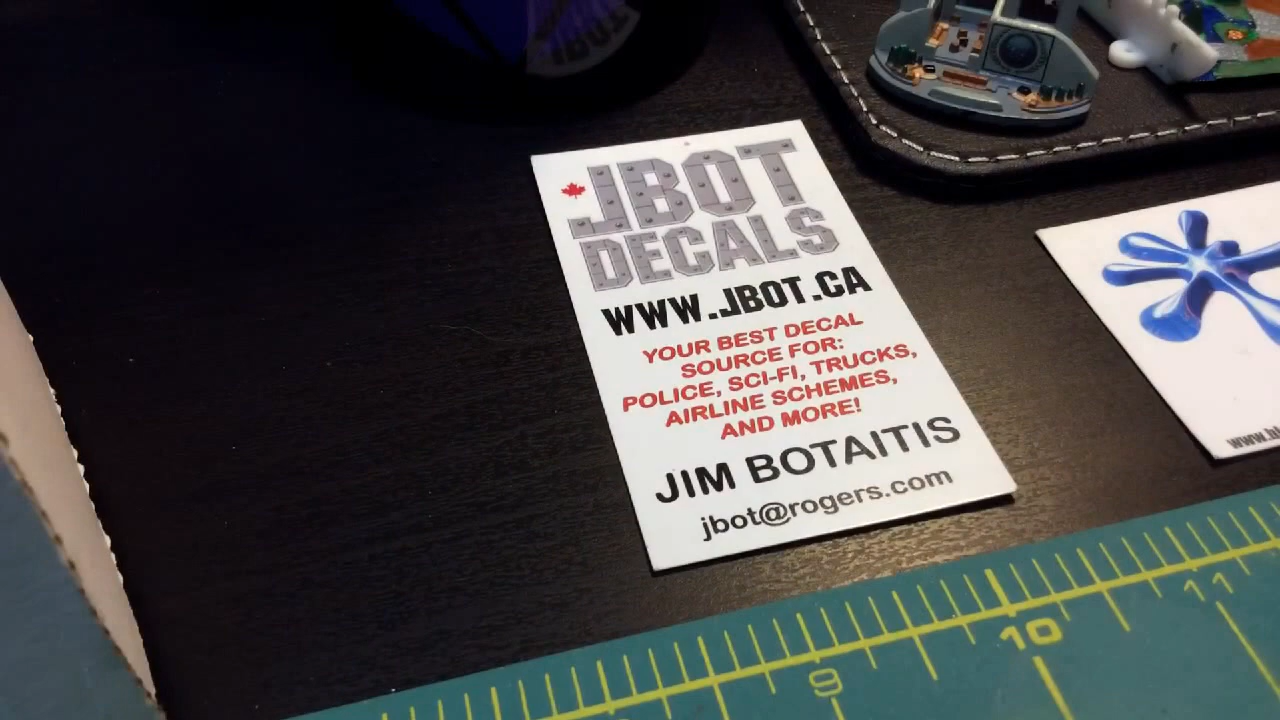 JBOT
DECALS
WWW.JBOT.CA
YOUR BEST DECAL
SOURCE FOR:
POLICE, SCI-FI, TRUCKS,
AIRLINE SCHEMES,
AND MORE!
JIM BOTAITIS
jbot@rogers.com
9
10
11